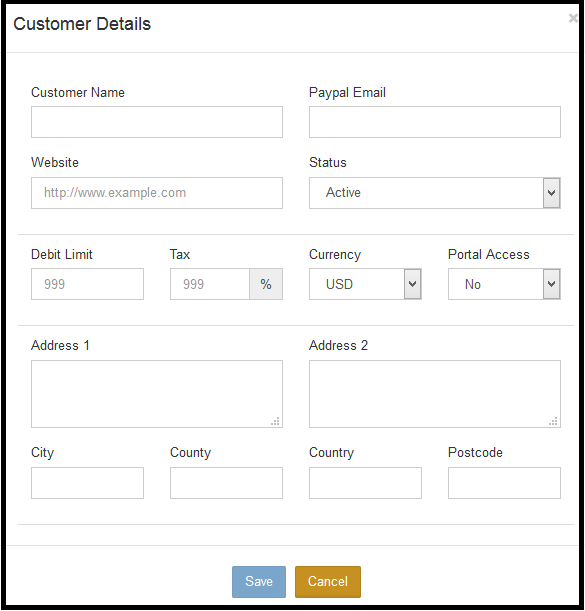 Customer Details ×
Customer Name Paypal Email
Website Status
http://www.example.com Active
Debit Limit Tax Currency Portal Access
999 999 % USD No
Address 1 Address 2
City County Country Postcode
Save Cancel